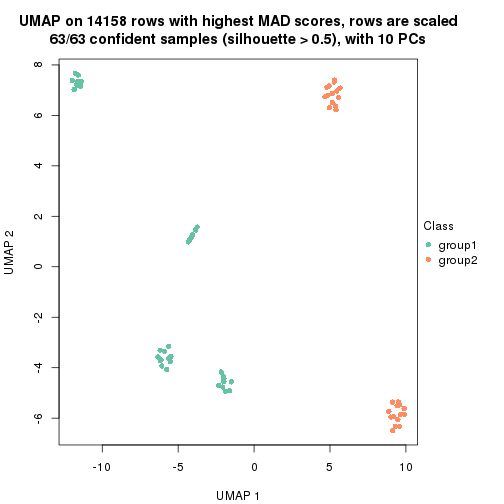 UMAP on 14158 rows with highest MAD scores, rows are scaled
63/63 confident samples (silhouette > 0.5), with 10 PCs
8
6
4
2
0
-2
-4
-6
UMAP 2
-10
-5
0
5
10
UMAP 1
Class
group1
group2